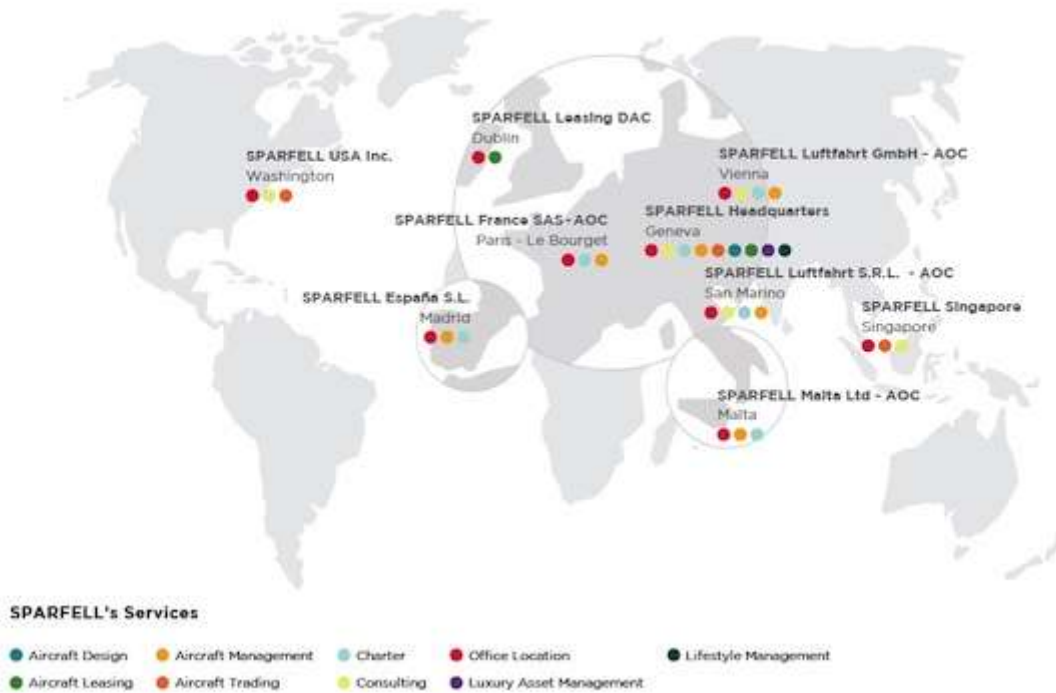 SPARFELL Leasing DAC
Dublin
SPARFELL USA Inc.
Washington
SPARFELL Luftfahrt GmbH - AOC
Vienna
SPARFELL France SAS-AOC
Paris - Le Bourget
SPARFELL Headquarters
Geneva
SPARFELL Luftfahrt S.R.L. - AOC
San Marino
SPARFELL España S.L.
Madrid
SPARFELL Singapore
Singapore
SPARFELL Malta Ltd - AOC
Malta
SPARFELL's Services
Aircraft Design
Aircraft Management
Charter
Office Location
Lifestyle Management
Aircraft Leasing
Aircraft Trading
Consulting
Luxury Asset Management